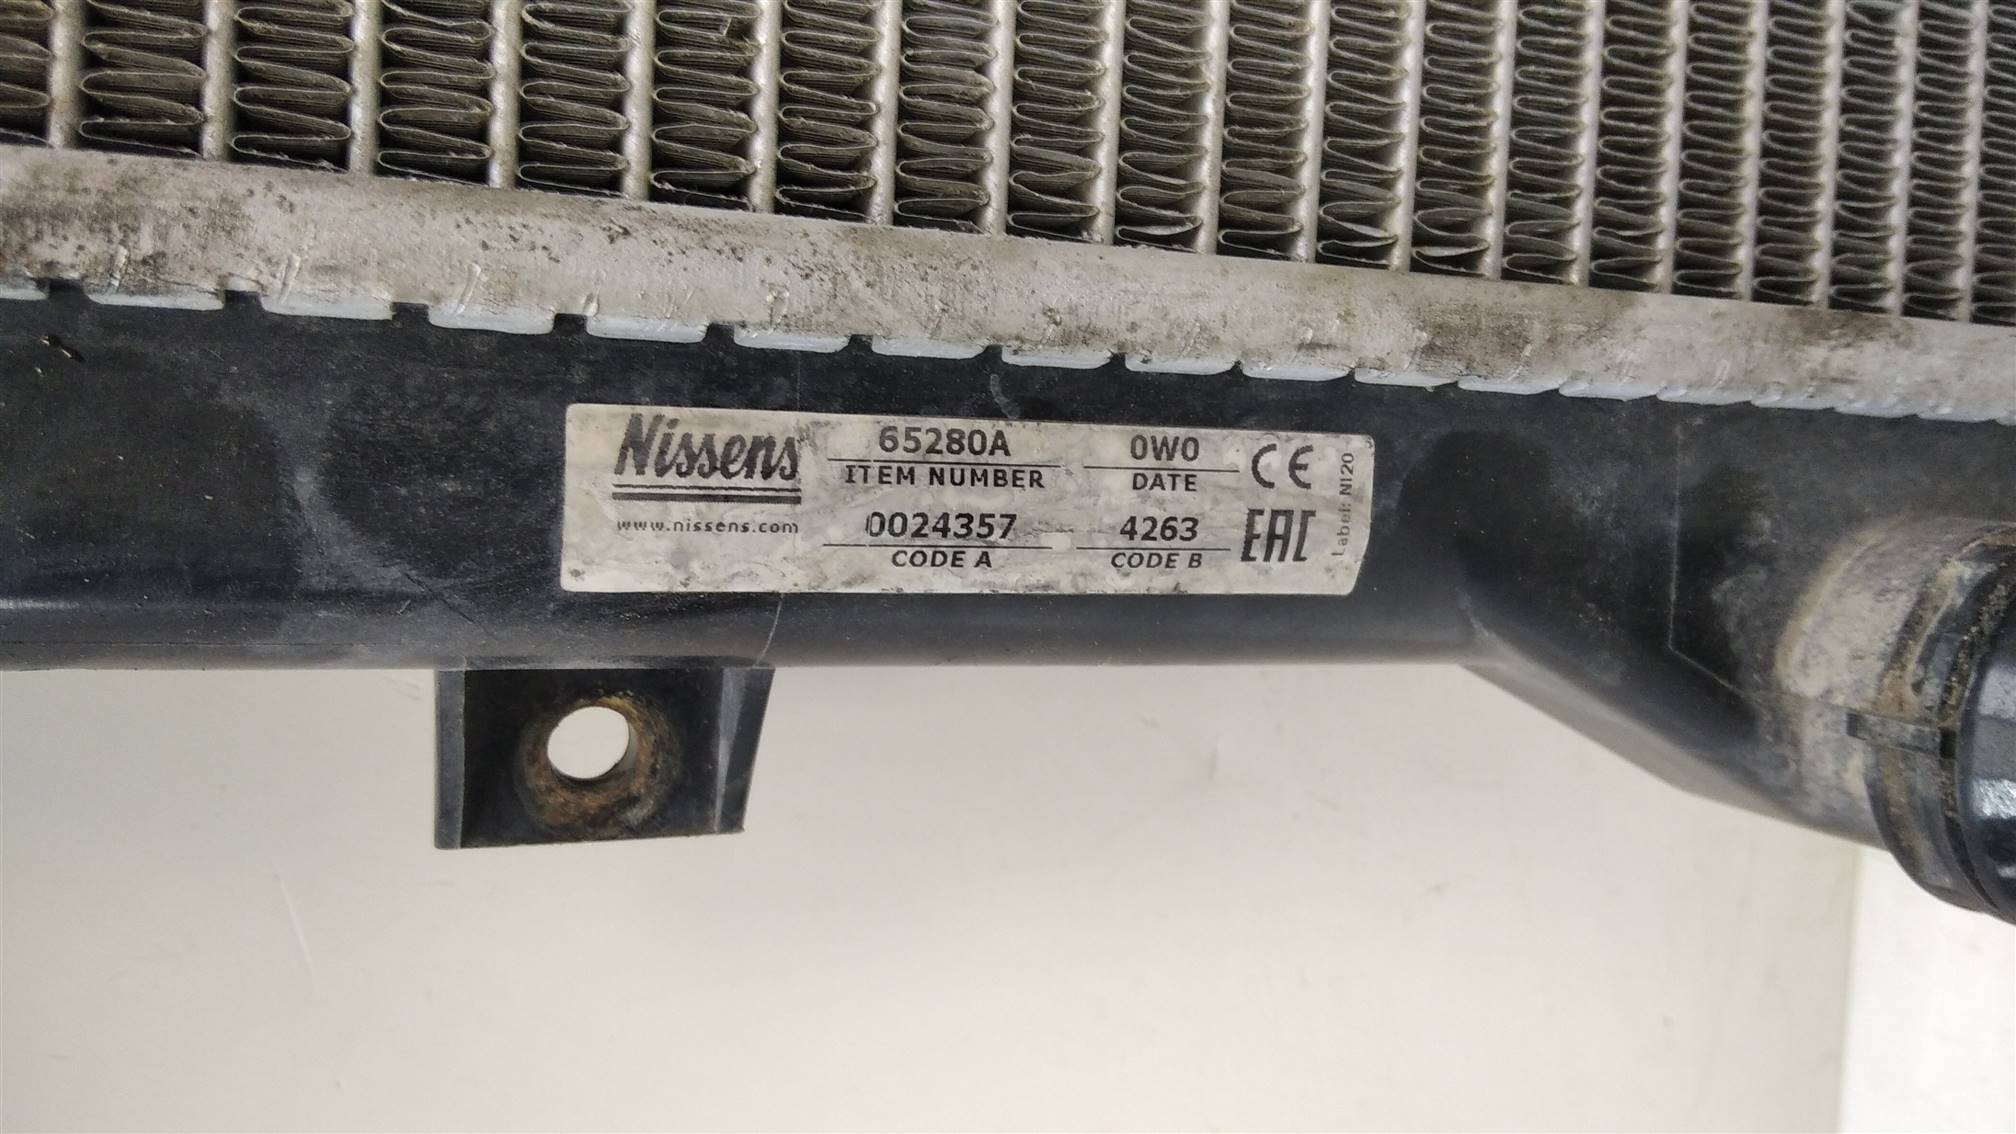 Nissens
www.nissens.com
65280A
ITEM NUMBER
0W0
DATE
CE
0024357
CODE A
4263
CODE B
EAC
Label: NI20